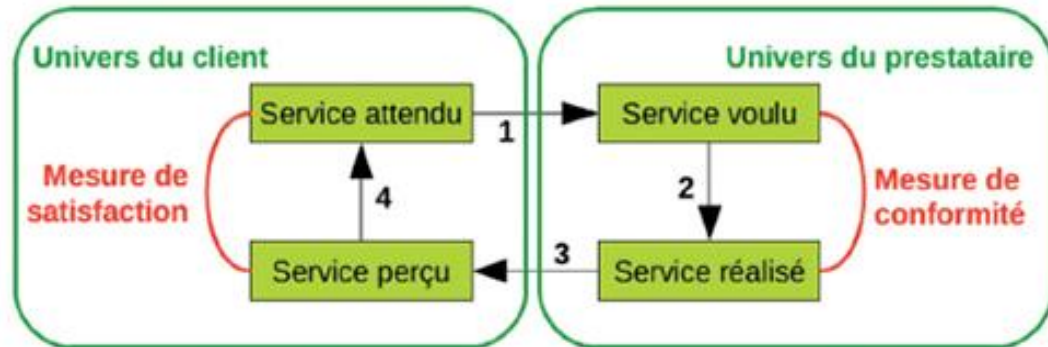 Univers du client
Univers du prestataire
Service attendu
1
Service voulu
Mesure de
satisfaction
4
2
Mesure de
conformité
Service perçu
3
Service réalisé